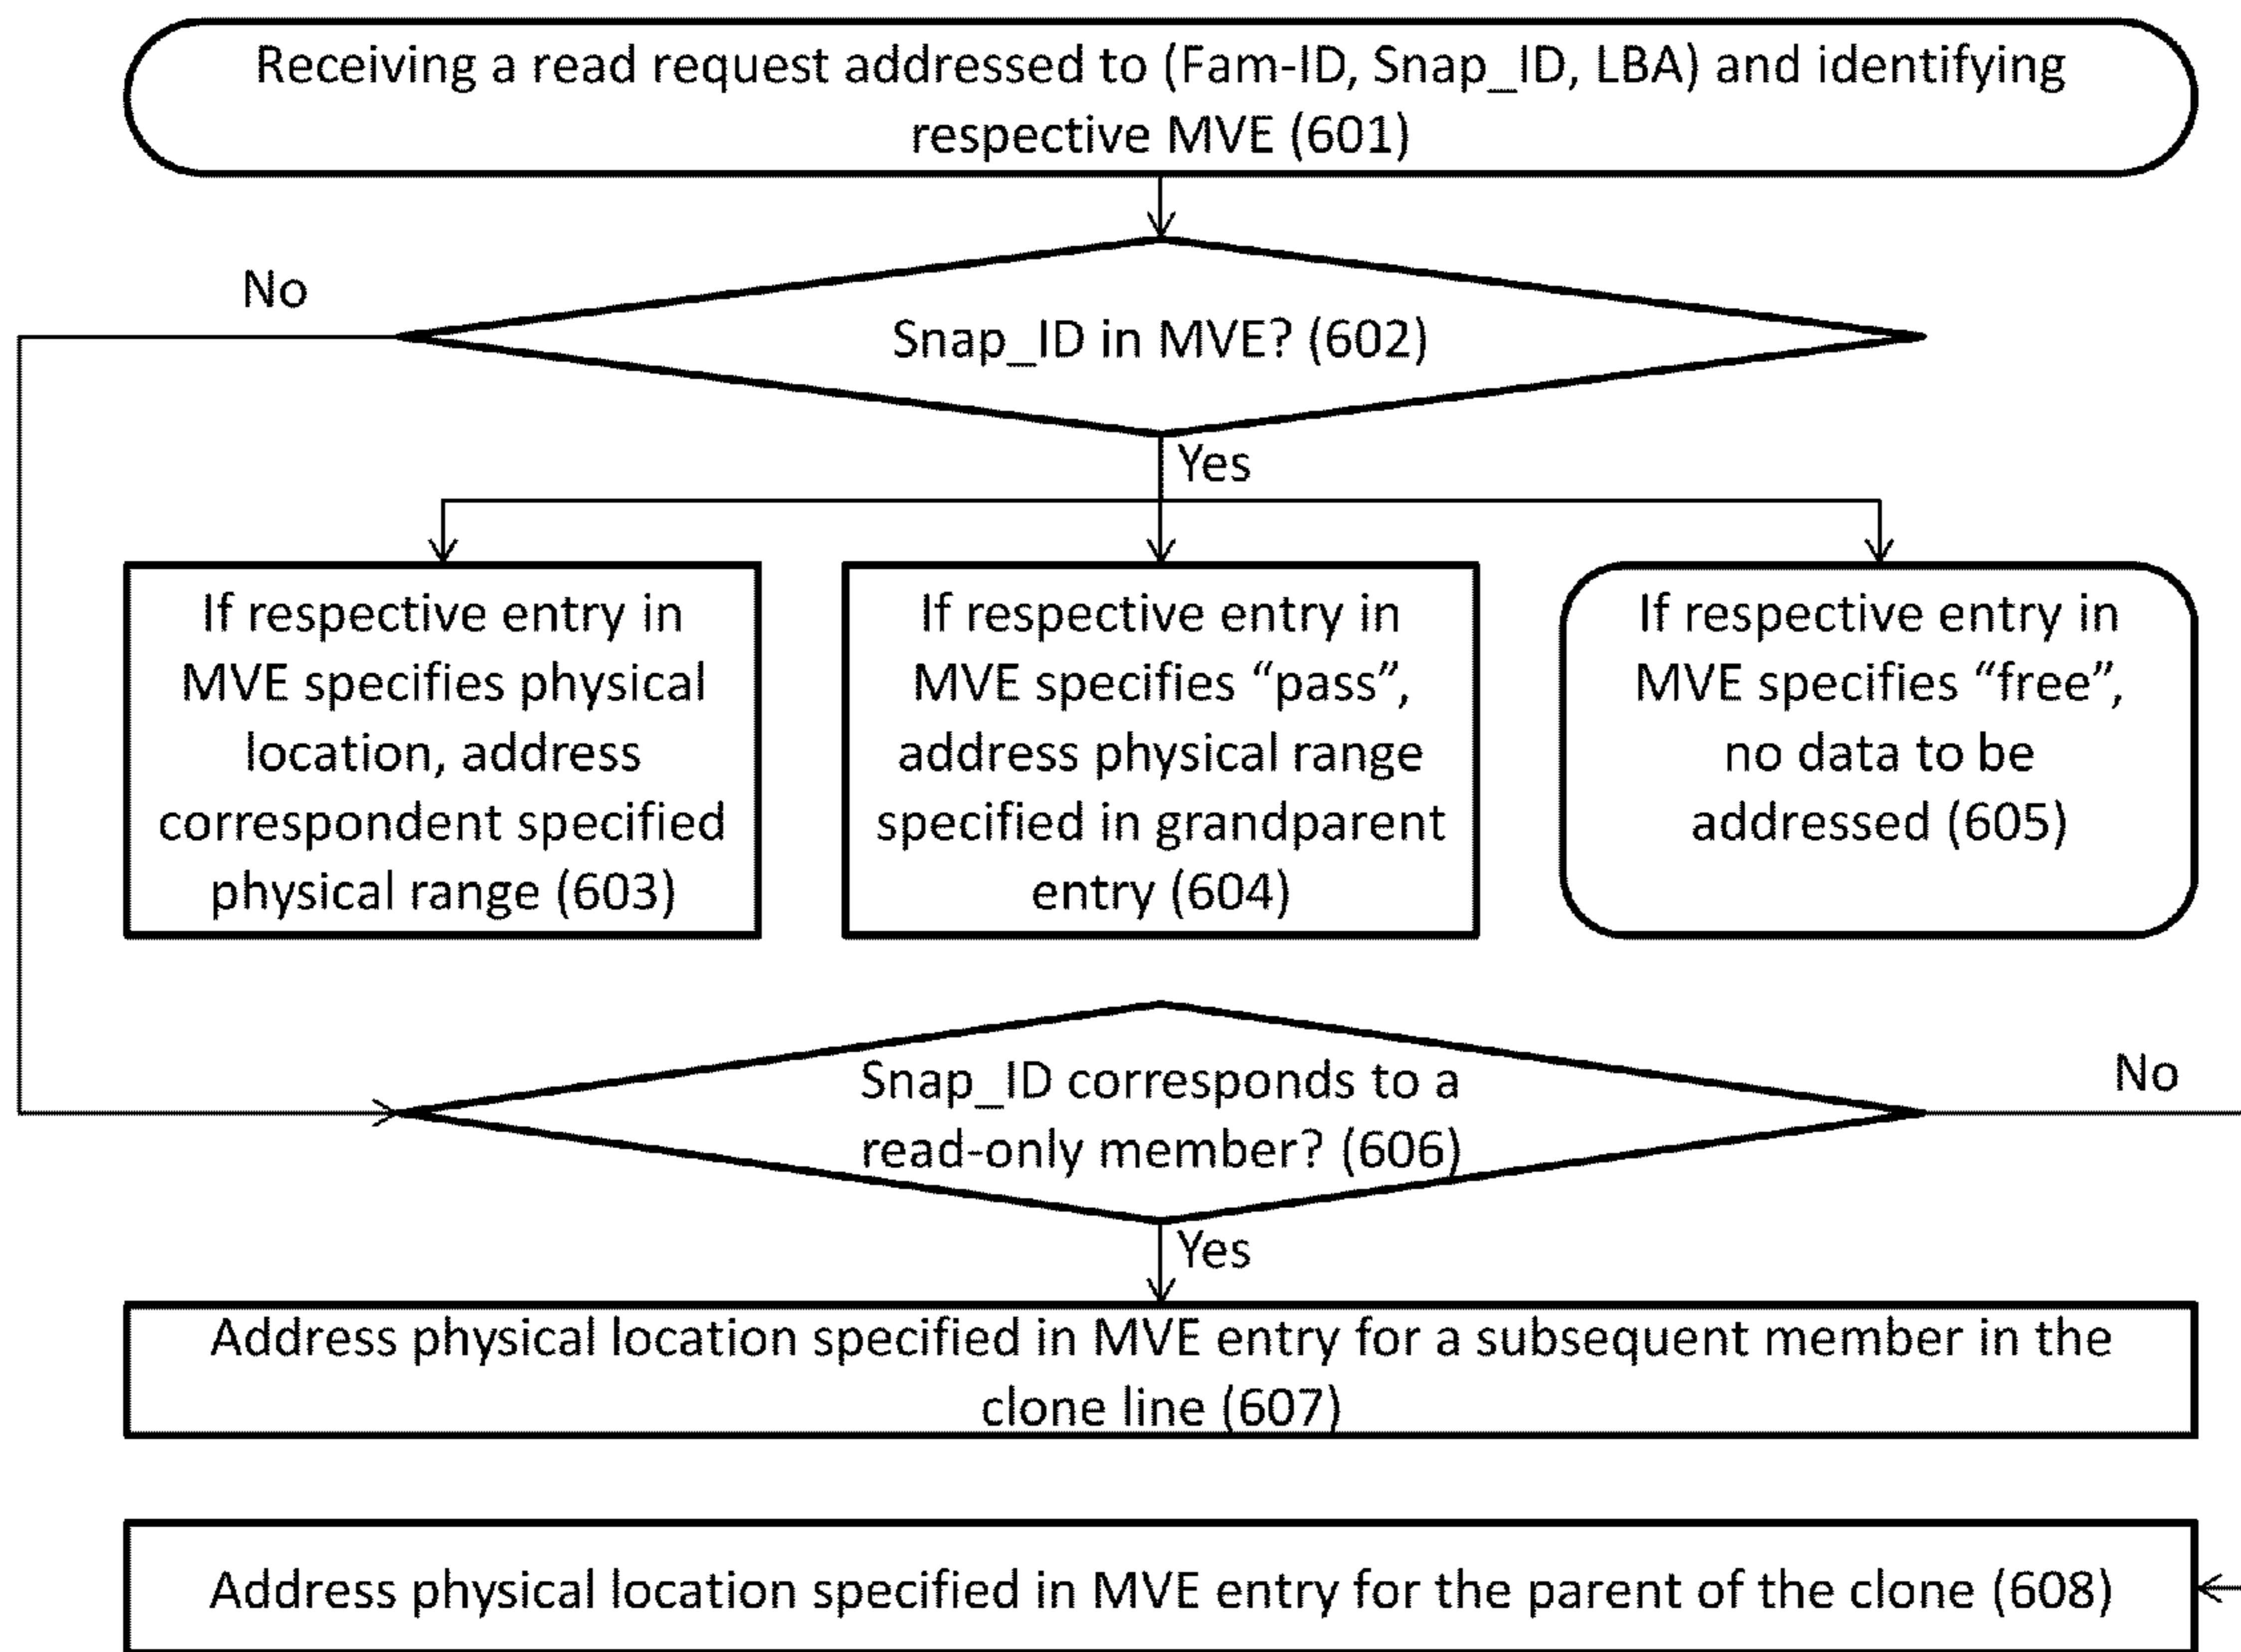 Receiving a read request addressed to (Fam-ID, Snap_ID, LBA) and identifying
respective MVE (601)
No
Snap_ID in MVE? (602)
Yes
If respective entry in
MVE specifies physical
location, address
correspondent specified
physical range (603)
If respective entry in
MVE specifies “pass”,
address physical range
specified in grandparent
entry (604)
If respective entry in
MVE specifies “free”,
no data to be
addressed (605)
Snap_ID corresponds to a
read-only member? (606)
No
Yes
Address physical location specified in MVE entry for a subsequent member in the
clone line (607)
Address physical location specified in MVE entry for the parent of the clone (608)